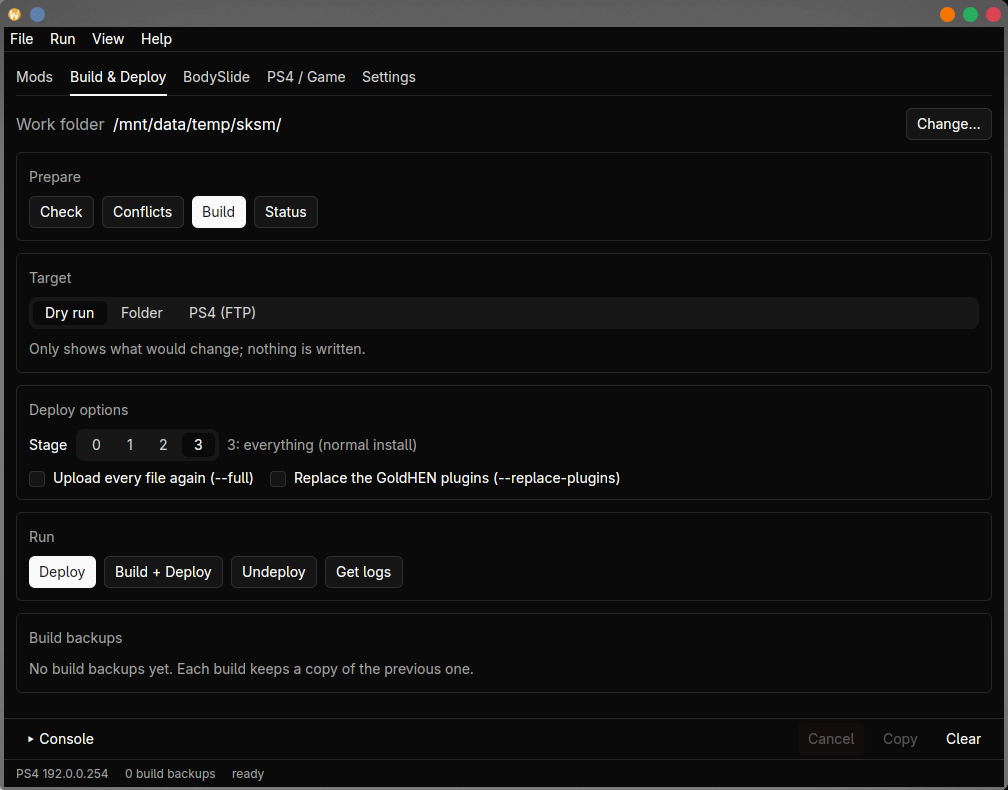 File Run View Help
Mods Build & Deploy BodySlide PS4 / Game Settings
Work folder /mnt/data/temp/sksm/ Change...
Prepare
Check Conflicts Build Status
Target
Dry run Folder PS4 (FTP)
Only shows what would change; nothing is written.
Deploy options
Stage 0 1 2 3 3: everything (normal install)
Upload every file again (--full) Replace the GoldHEN plugins (--replace-plugins)
Run
Deploy Build + Deploy Undeploy Get logs
Build backups
No build backups yet. Each build keeps a copy of the previous one.
Console Cancel Copy Clear
PS4 192.0.0.254 0 build backups ready